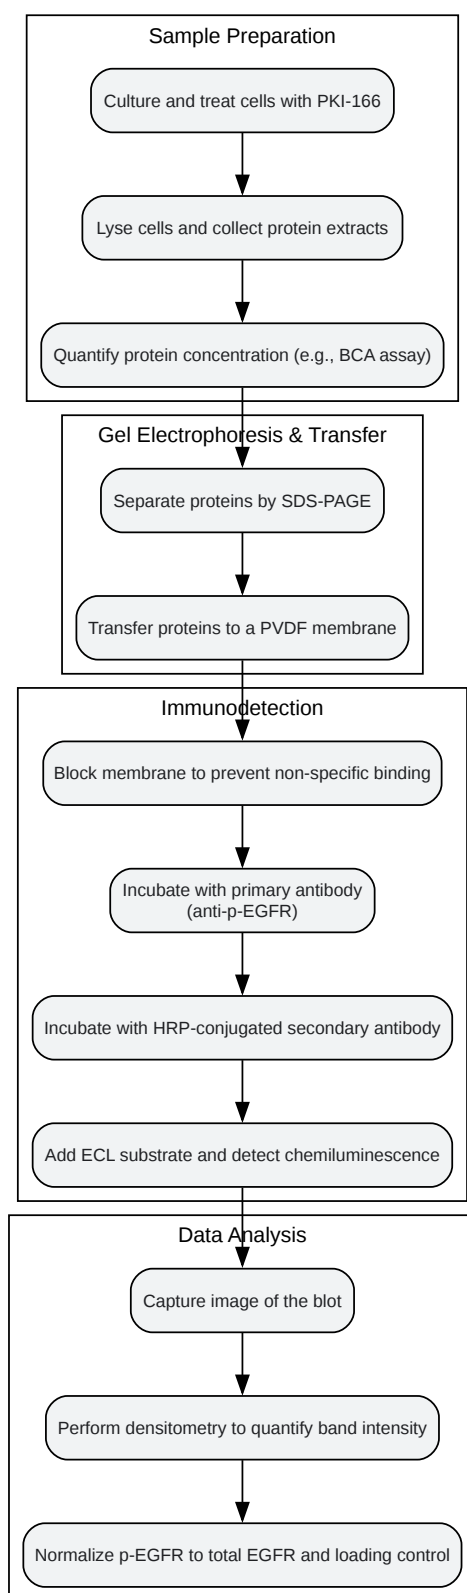 Sample Preparation
Culture and treat cells with PKI-166
Lyse cells and collect protein extracts
Quantify protein concentration (e.g., BCA assay)
Gel Electrophoresis & Transfer
Separate proteins by SDS-PAGE
Transfer proteins to a PVDF membrane
Immunodetection
Block membrane to prevent non-specific binding
Incubate with primary antibody
(anti-p-EGFR)
Incubate with HRP-conjugated secondary antibody
Add ECL substrate and detect chemiluminescence
Data Analysis
Capture image of the blot
Perform densitometry to quantify band intensity
Normalize p-EGFR to total EGFR and loading control